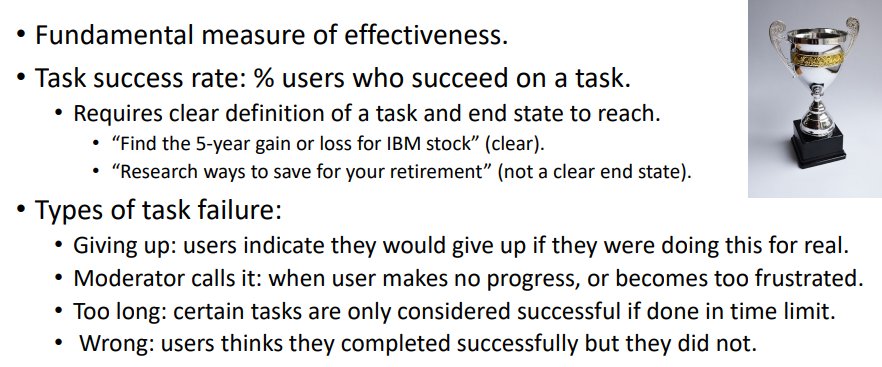 • Fundamental measure of effectiveness.
• Task success rate: % users who succeed on a task.
• Requires clear definition of a task and end state to reach.
• “Find the 5-year gain or loss for IBM stock” (clear).
• “Research ways to save for your retirement” (not a clear end state).
• Types of task failure:
• Giving up: users indicate they would give up if they were doing this for real.
• Moderator calls it: when user makes no progress, or becomes too frustrated.
• Too long: certain tasks are only considered successful if done in time limit.
• Wrong: users thinks they completed successfully but they did not.